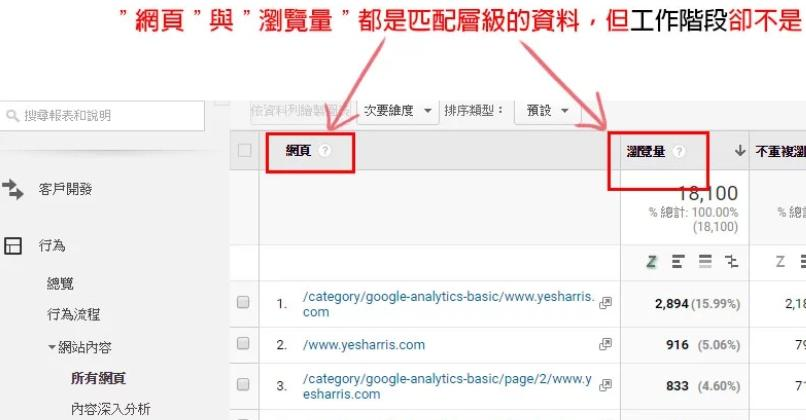 ＂網頁＂與＂瀏覽量＂都是匹配層級的資料，但工作階段卻不是
搜尋報表和說明
依資料列繪製圖表 次要維度 排序類型： 預設
網頁 瀏覽量 不重複瀏
18,100
% 總計: 100.00%
(18,100)
% 總計
客戶開發
行為
總覽
行為流程
網站內容
所有網頁
內容深入分析
1. /category/google-analytics-basic/www.yesharris.
com
2,894 (15.99%)
2. /www.yesharris.com 916 (5.06%)
3. /category/google-analytics-basic/page/2/www.y
esharris.com
833 (4.60%)